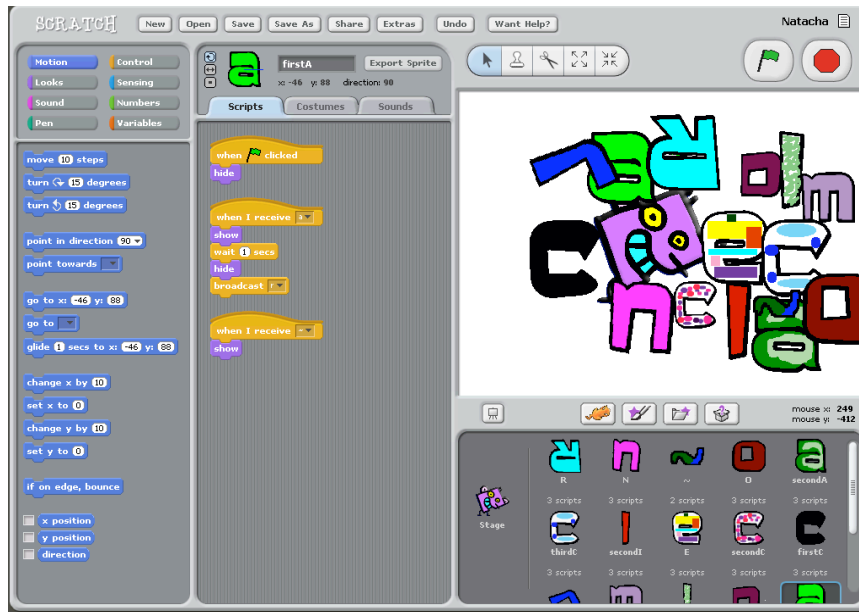 SCRATCH New Open Save Save As Share Extras Undo Want Help? Natacha
Motion Control
Looks Sensing
Sound Numbers
Pen Variables
firstA Export Sprite
x: -46 y: 88 direction: 90
Scripts Costumes Sounds
move 10 steps
turn 15 degrees
turn 15 degrees
point in direction 90
point towards
go to x: -46 y: 88
go to
glide 1 secs to x: -46 y: 88
change x by 10
set x to 0
change y by 10
set y to 0
if on edge, bounce
x position
y position
direction
when clicked
hide
when I receive a
show
wait 1 secs
hide
broadcast r
when I receive ~
show
mouse x: 249
mouse y: -412
Stage
R N ~ O secondA
3 scripts 3 scripts 2 scripts 3 scripts 3 scripts
thirdC secondI E secondC firstC
3 scripts 3 scripts 3 scripts 3 scripts 3 scripts